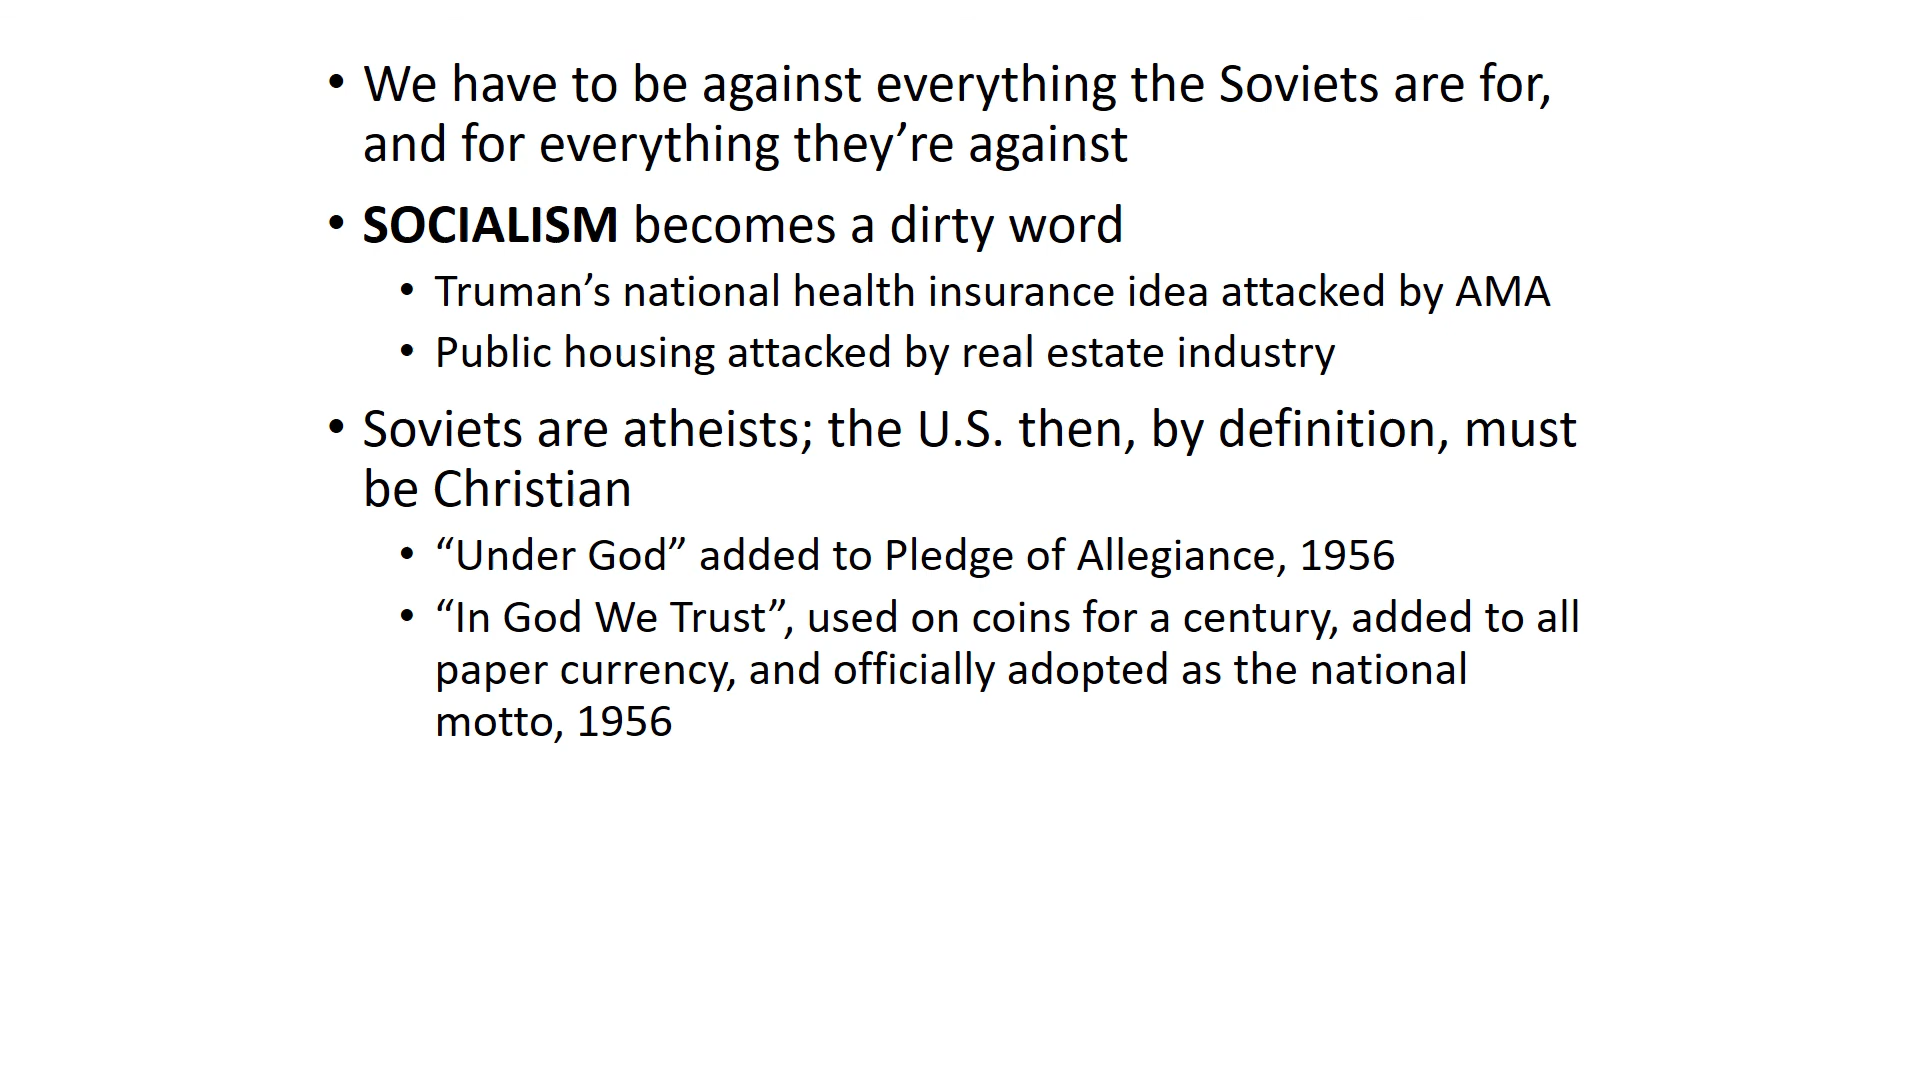 • We have to be against everything the Soviets are for,
and for everything they’re against
• SOCIALISM becomes a dirty word
• Truman’s national health insurance idea attacked by AMA
• Public housing attacked by real estate industry
• Soviets are atheists; the U.S. then, by definition, must
be Christian
• “Under God” added to Pledge of Allegiance, 1956
• “In God We Trust”, used on coins for a century, added to all
paper currency, and officially adopted as the national
motto, 1956